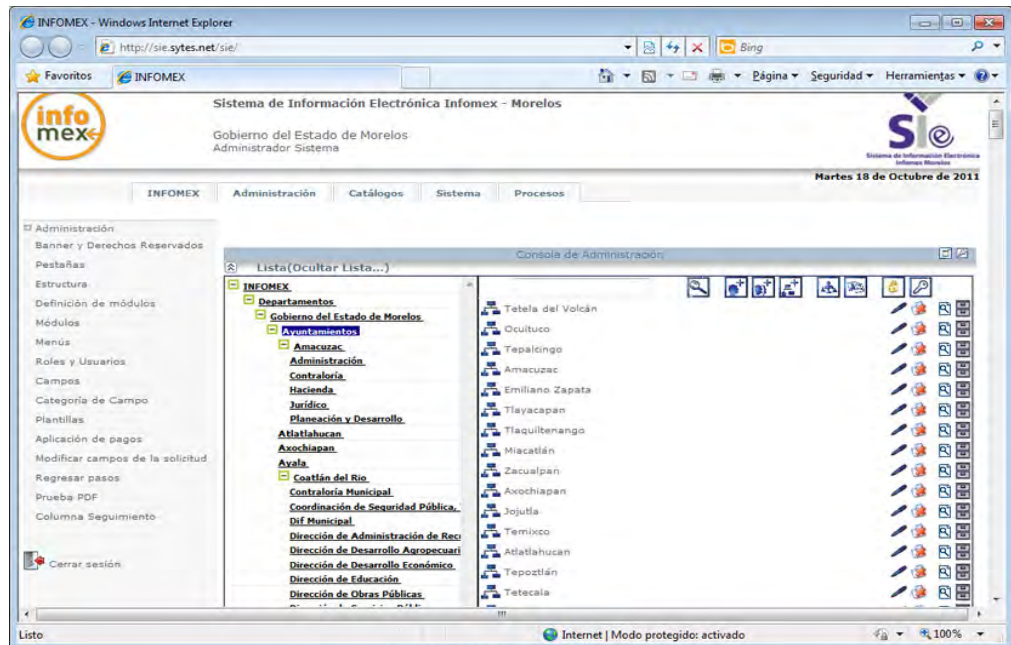 INFOMEX - Windows Internet Explorer
http://sie.sytes.net/sie/
Bing
Favoritos
INFOMEX
Página
Seguridad
Herramientas
info
mex
Sistema de Información Electrónica Infomex - Morelos
Gobierno del Estado de Morelos
Administrador Sistema
SIe
Sistema de Información Electrónica
Infomex Morelos
Martes 18 de Octubre de 2011
INFOMEX
Administración
Catálogos
Sistema
Procesos
Administración
Banner y Derechos Reservados
Pestañas
Estructura
Definición de módulos
Módulos
Menús
Roles y Usuarios
Campos
Categoría de Campo
Plantillas
Aplicación de pagos
Modificar campos de la solicitud
Regresar pasos
Prueba PDF
Columna Seguimiento
Cerrar sesión
Consola de Administración
Lista(Ocultar Lista...)
INFOMEX
Departamentos
Gobierno del Estado de Morelos
Ayuntamientos
Amacuzac
Administración
Contraloría
Hacienda
Jurídico
Planeación y Desarrollo
Atlatlahucan
Axochiapan
Ayala
Coatlán del Rio
Contraloría Municipal
Coordinación de Seguridad Pública,
Dif Municipal
Dirección de Administración de Rec
Dirección de Desarrollo Agropecuari
Dirección de Desarrollo Económico
Dirección de Educación
Dirección de Obras Públicas
Tetela del Volcán
Ocuituco
Tepalcingo
Amacuzac
Emiliano Zapata
Tlayacapan
Tlaquiltenango
Miacatlán
Zacualpan
Axochiapan
Jojutla
Temixco
Atlatlahucan
Tepoztlán
Tetecala
Listo
Internet | Modo protegido: activado
100%